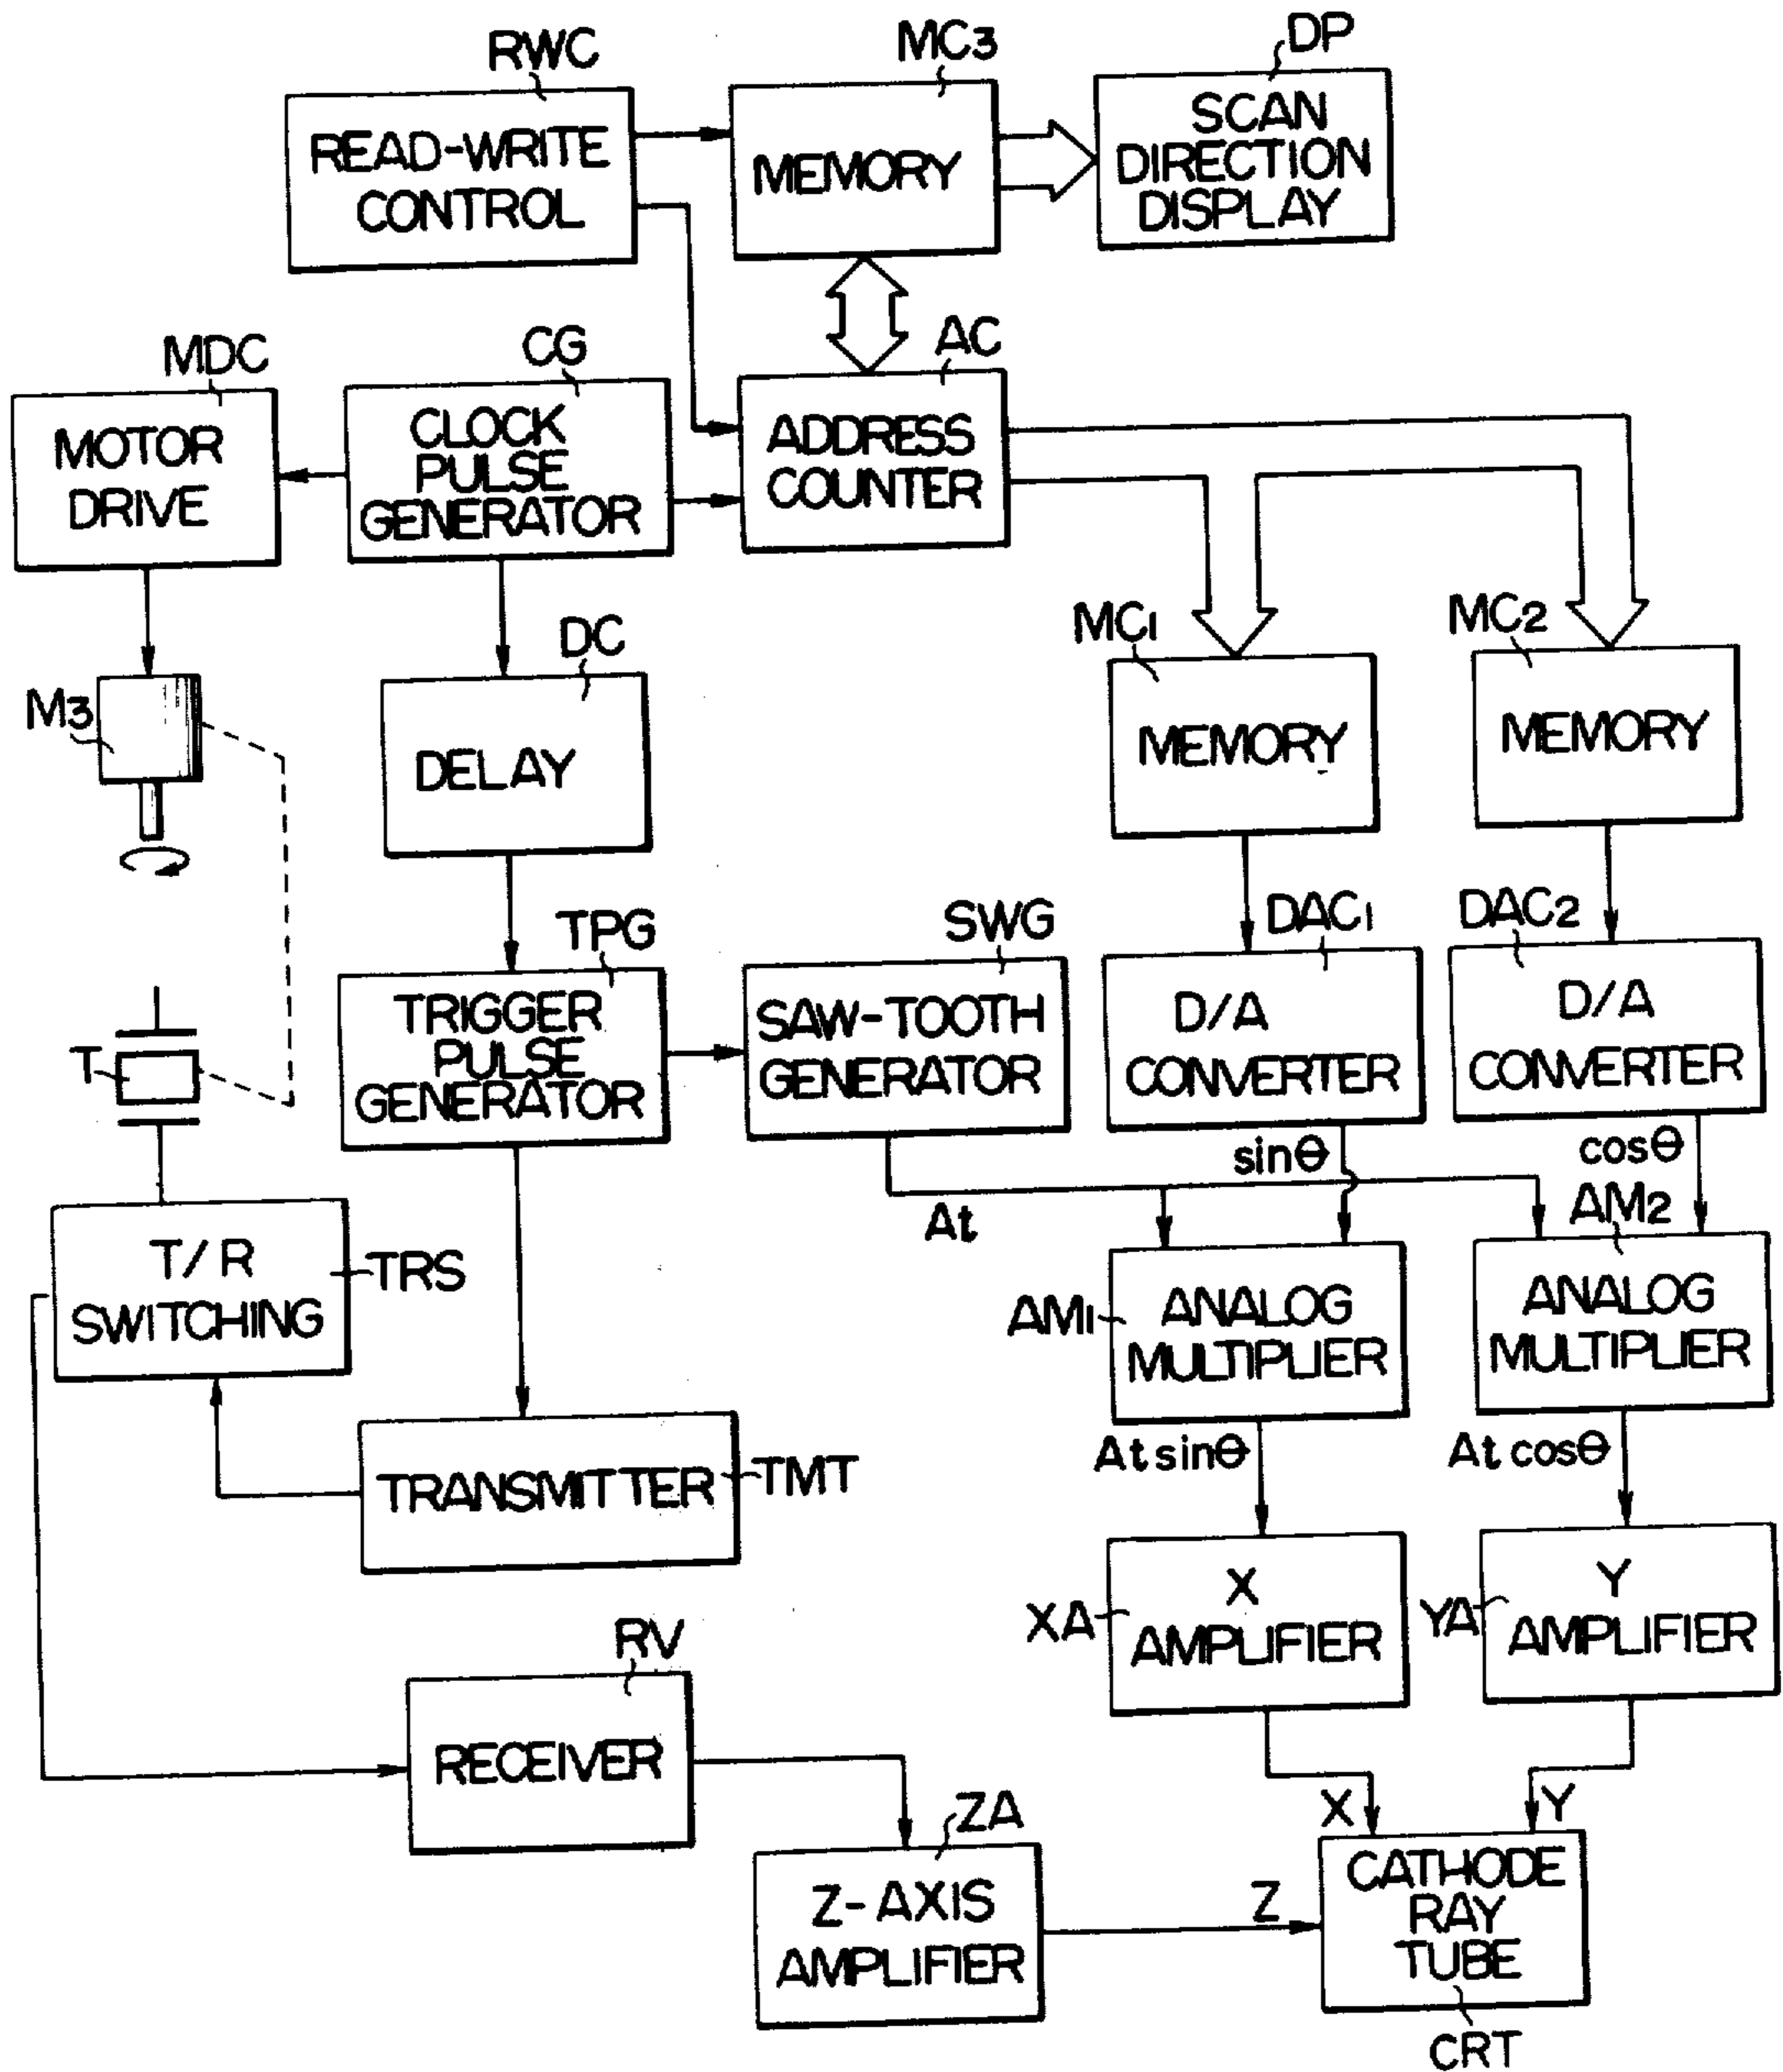 RWC
MC3
DP
READ-WRITE
CONTROL
MEMORY
SCAN
DIRECTION
DISPLAY
MDC
CG
AC
MOTOR
DRIVE
CLOCK
PULSE
GENERATOR
ADDRESS
COUNTER
MC1
MC2
DC
M3
DELAY
MEMORY
MEMORY
TPG
SWG
DAC1
DAC2
T
TRIGGER
PULSE
GENERATOR
SAW-TOOTH
GENERATOR
D/A
CONVERTER
D/A
CONVERTER
sinθ
cosθ
At
AM2
T/R
SWITCHING
TRS
AM1
ANALOG
MULTIPLIER
ANALOG
MULTIPLIER
At sinθ
At cosθ
TRANSMITTER
TMT
XA
X
AMPLIFIER
YA
Y
AMPLIFIER
RV
RECEIVER
X
Y
ZA
Z-AXIS
AMPLIFIER
Z
CATHODE
RAY
TUBE
CRT